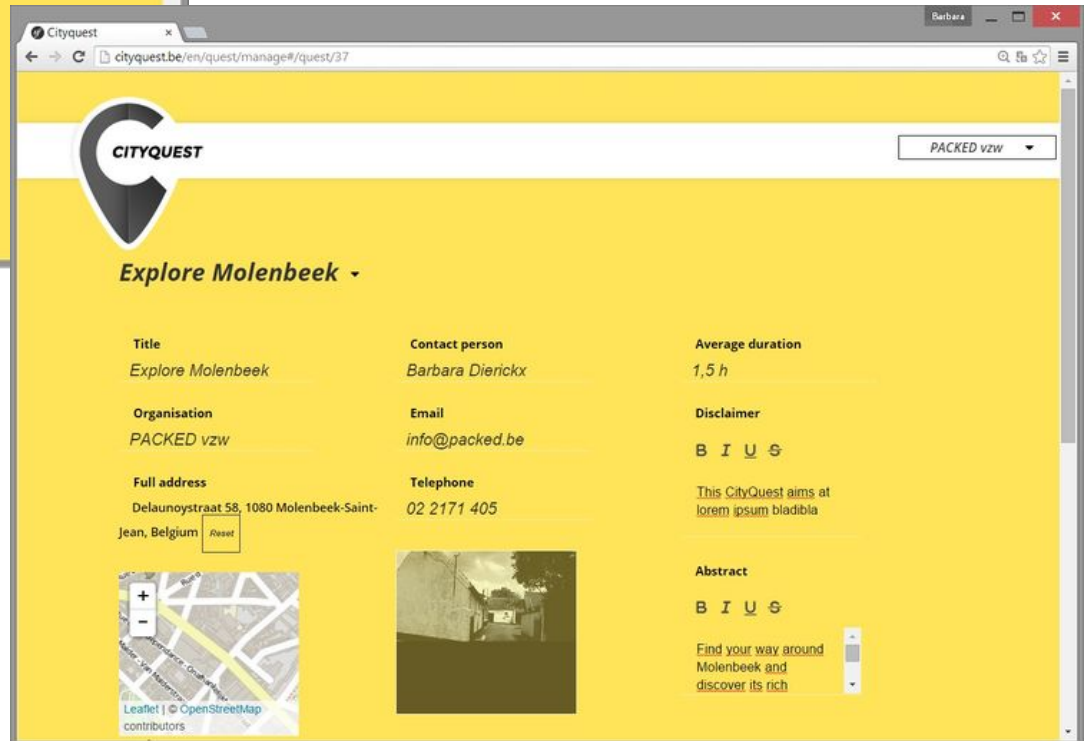 Cityquest
Barbara
cityquest.be/en/quest/manage#/quest/37
CITYQUEST
PACKED vzw
Explore Molenbeek
Title
Explore Molenbeek
Organisation
PACKED vzw
Full address
Delaunoystraat 58, 1080 Molenbeek-Saint-
Jean, Belgium Reset
+
−
Leaflet | © OpenStreetMap
contributors
Contact person
Barbara Dierickx
Email
info@packed.be
Telephone
02 2171 405
Average duration
1,5 h
Disclaimer
B I U S
This CityQuest aims at
lorem ipsum bladibla
Abstract
B I U S
Find your way around
Molenbeek and
discover its rich